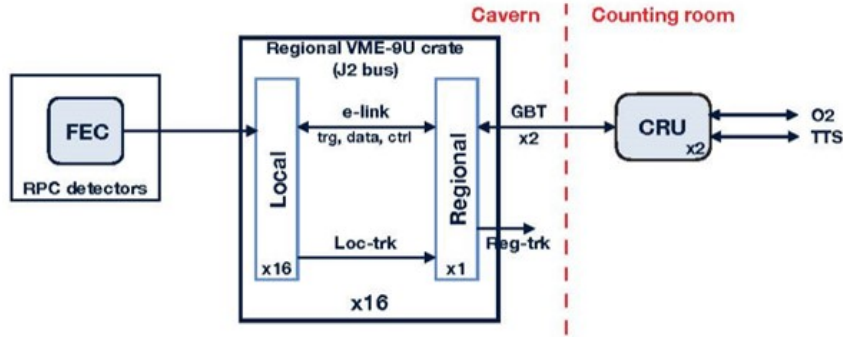 Cavern
Counting room
Regional VME-9U crate
(J2 bus)
FEC
RPC detectors
Local
x16
e-link
trg, data, ctrl
Loc-trk
Regional
x1
x16
GBT
x2
Reg-trk
CRU
x2
O2
TTS